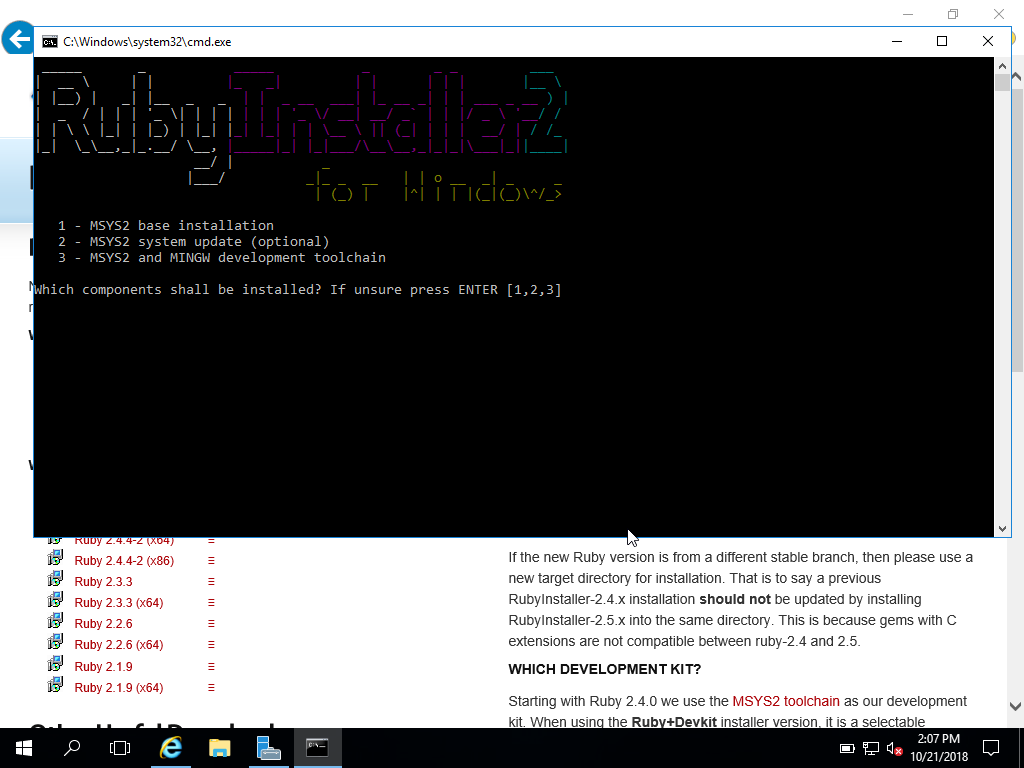 C:\Windows\system32\cmd.exe
RubyInstaller2
for Windows
1 - MSYS2 base installation
2 - MSYS2 system update (optional)
3 - MSYS2 and MINGW development toolchain
Which components shall be installed? If unsure press ENTER [1,2,3]
Ruby 2.4.4-2 (x64)
Ruby 2.4.4-2 (x86)
Ruby 2.3.3
Ruby 2.3.3 (x64)
Ruby 2.2.6
Ruby 2.2.6 (x64)
Ruby 2.1.9
Ruby 2.1.9 (x64)
If the new Ruby version is from a different stable branch, then please use a
new target directory for installation. That is to say a previous
RubyInstaller-2.4.x installation should not be updated by installing
RubyInstaller-2.5.x into the same directory. This is because gems with C
extensions are not compatible between ruby-2.4 and 2.5.
WHICH DEVELOPMENT KIT?
Starting with Ruby 2.4.0 we use the MSYS2 toolchain as our development
kit. When using the Ruby+Devkit installer version, it is a selectable
2:07 PM
10/21/2018